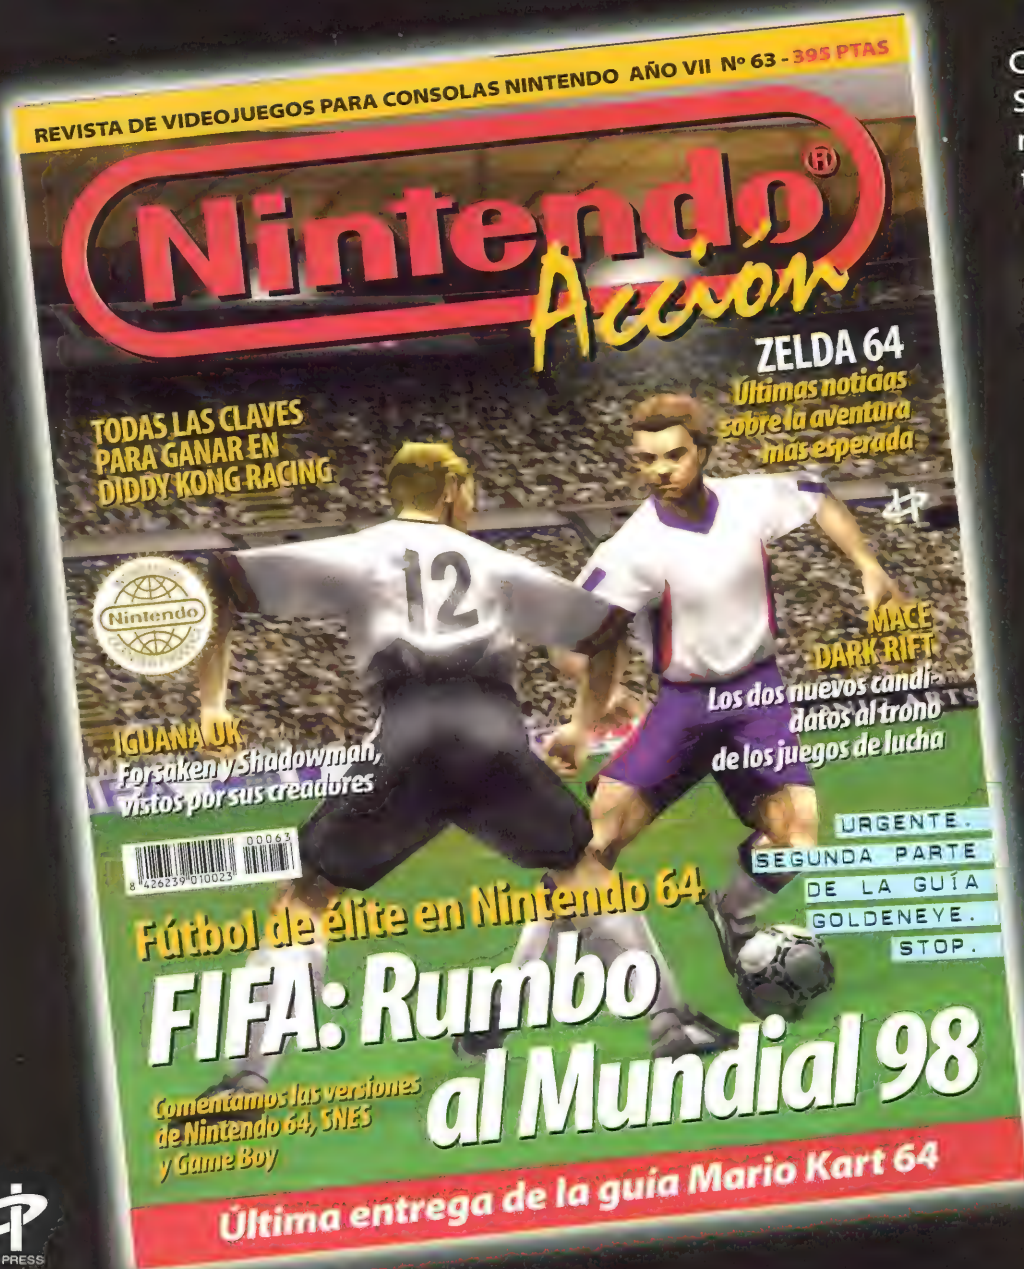 REVISTA DE VIDEOJUEGOS PARA CONSOLAS NINTENDO AÑO VII Nº 63 - 395 PTAS
Nintendo®
Acción
ZELDA 64
Últimas noticias
sobre la aventura
más esperada
TODAS LAS CLAVES
PARA GANAR EN
DIDDY KONG RACING
12
Nintendo
MACE
DARK RIFT
Los dos nuevos candi-
datos al trono
de los juegos de lucha
IGUANA UK
Forsaken y Shadowman,
vistos por sus creadores
00063
8 426239 010023
URGENTE.
SEGUNDA PARTE
DE LA GUÍA
GOLDENEYE.
STOP.
Fútbol de élite en Nintendo 64
FIFA: Rumbo
al Mundial 98
Comentamos las versiones
de Nintendo 64, SNES
y Game Boy
Última entrega de la guía Mario Kart 64
PRESS